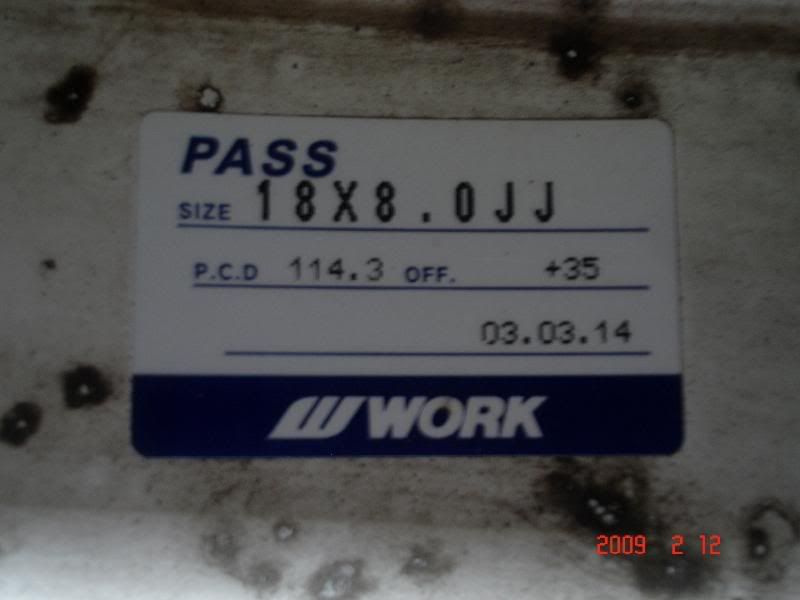 PASS
SIZE 18X8.0JJ
P.C.D 114.3 OFF. +35
03.03.14
W WORK
2009 2 12